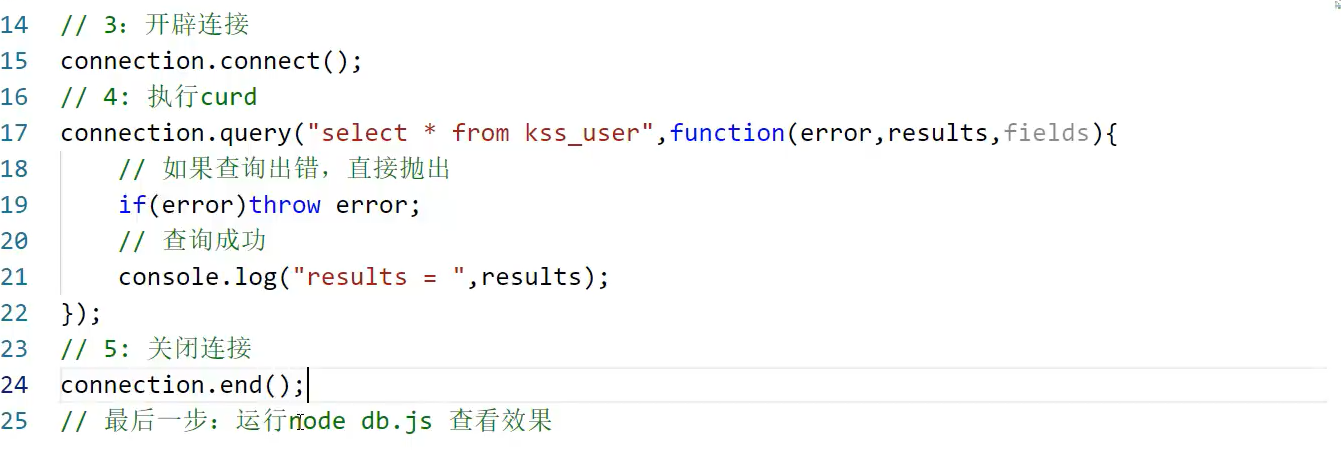 14 // 3：开辟连接
15 connection.connect();
16 // 4: 执行curd
17 connection.query("select * from kss_user",function(error,results,fields){
18 // 如果查询出错，直接抛出
19 if(error)throw error;
20 // 查询成功
21 console.log("results = ",results);
22 });
23 // 5: 关闭连接
24 connection.end();
25 // 最后一步：运行node db.js 查看效果